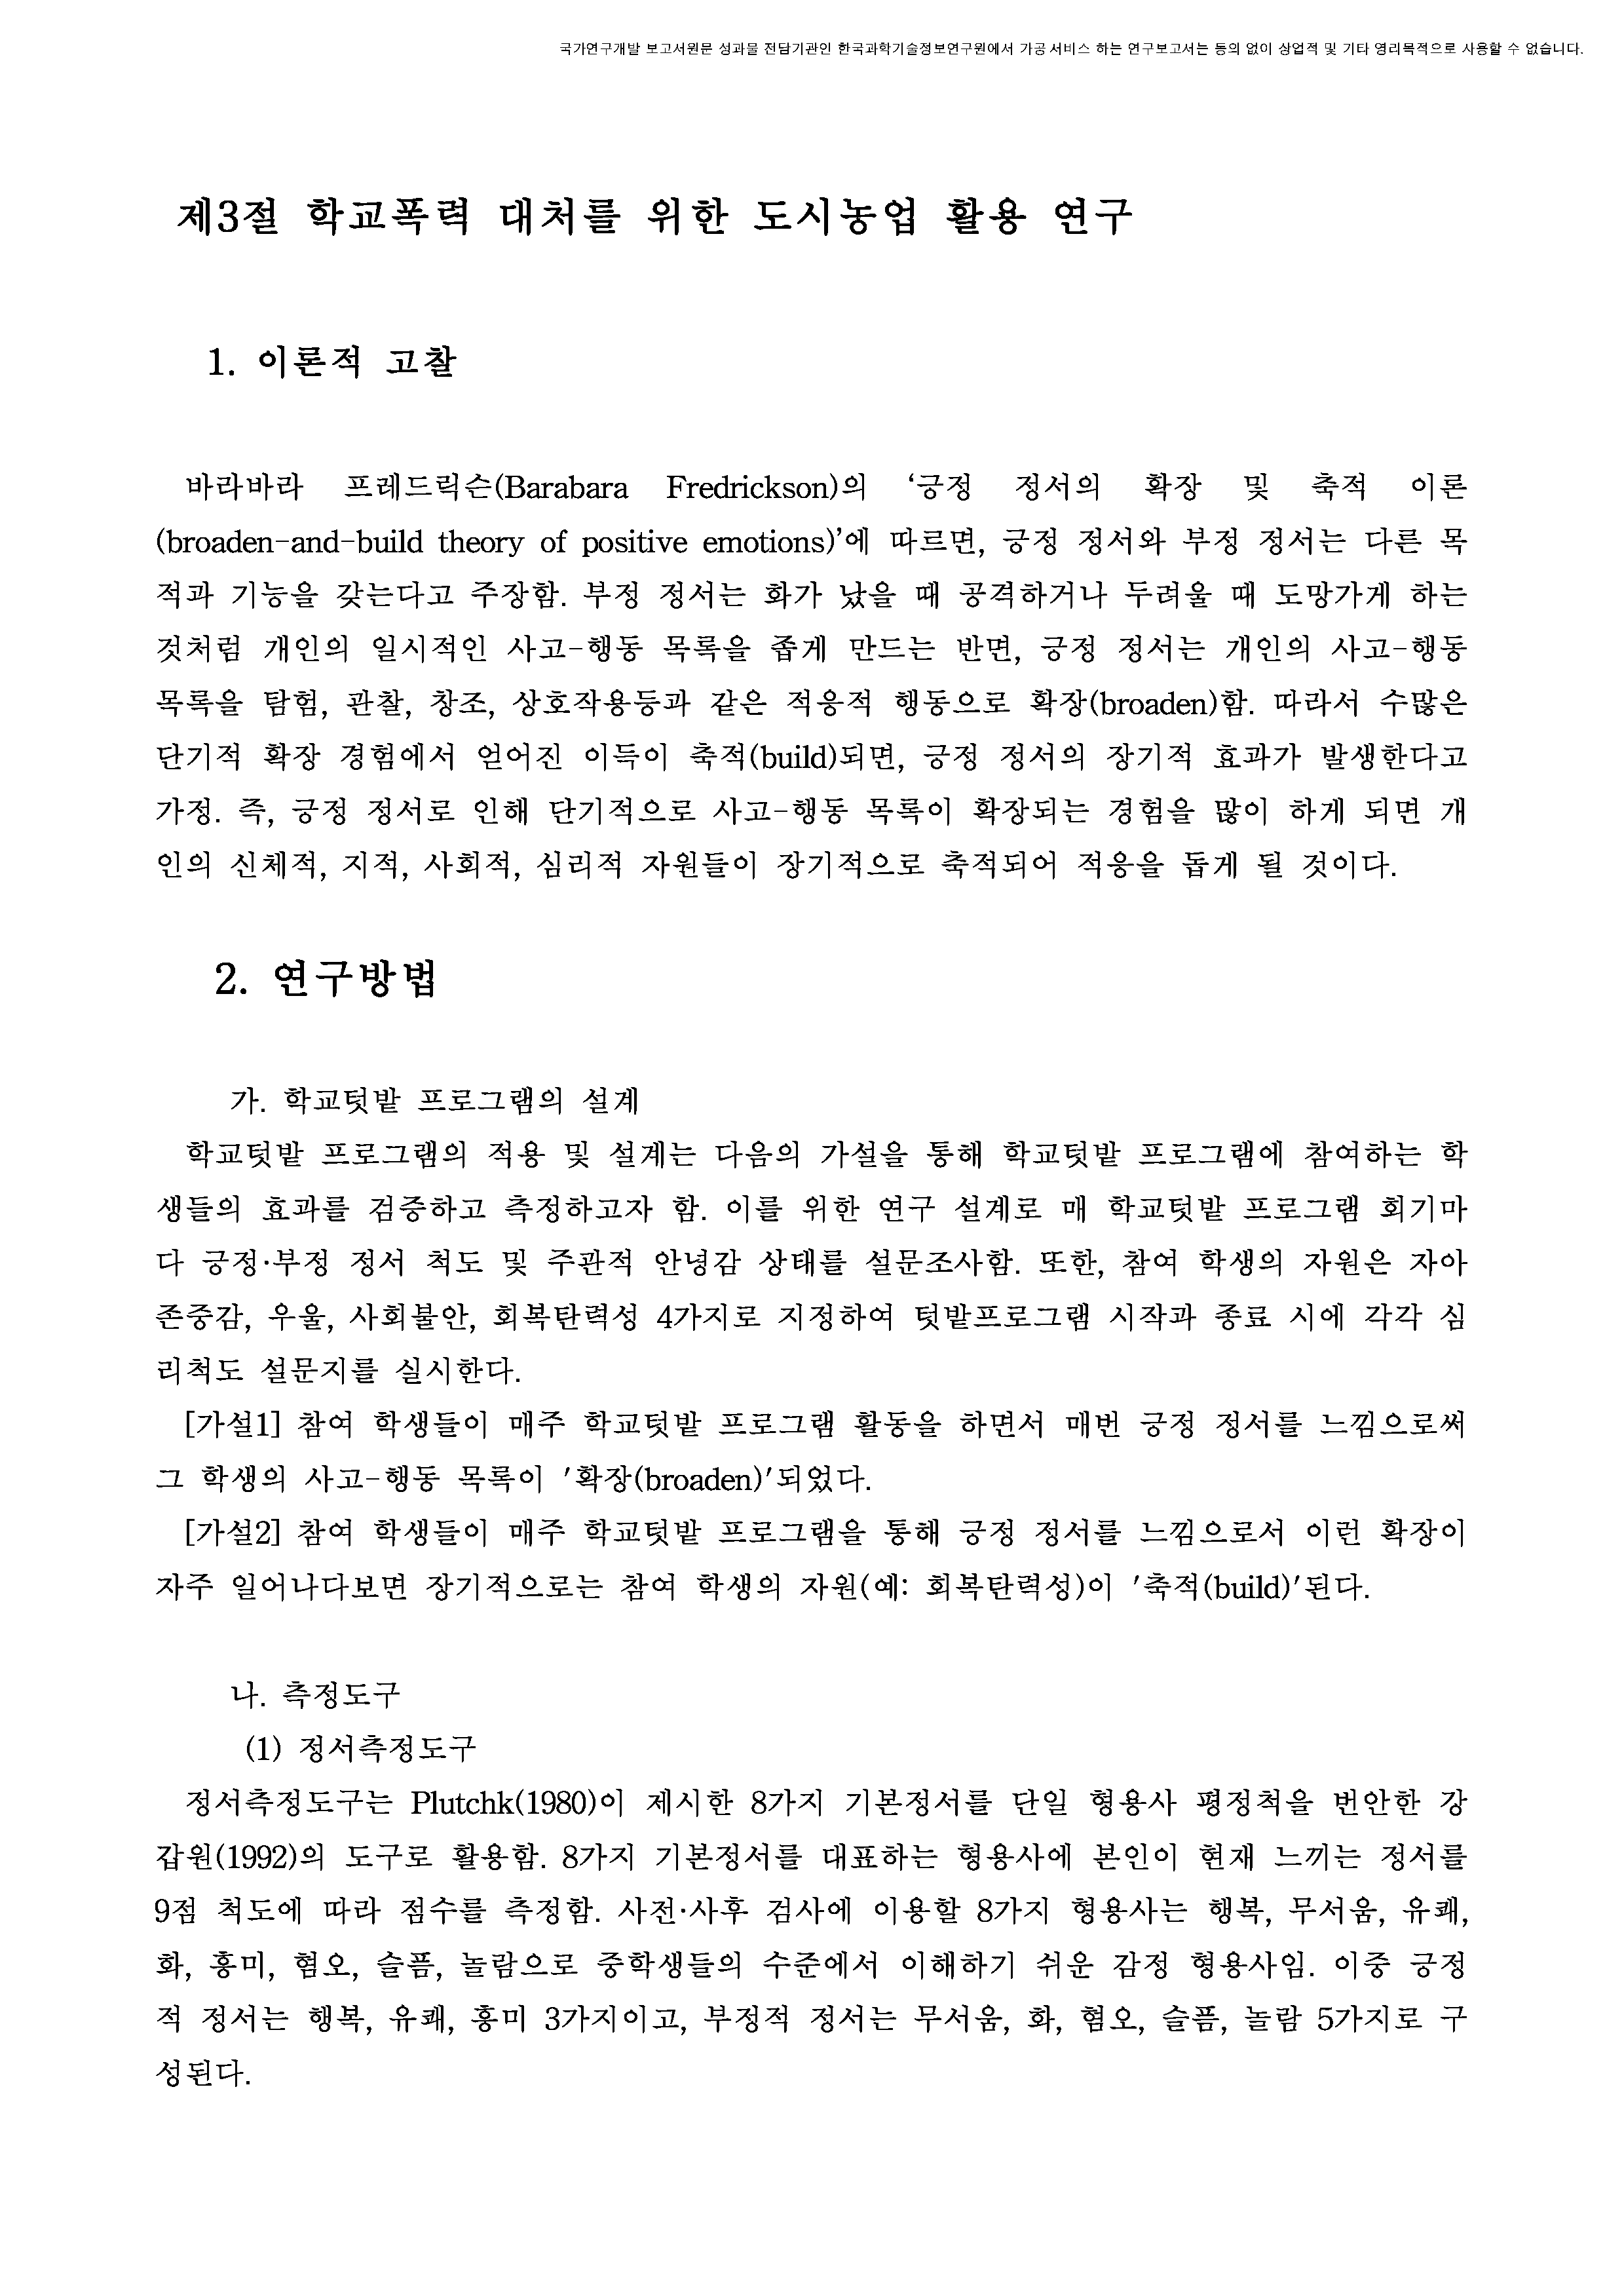 국가연구개발 보고서원문 성과물 전담기관인 한국과학기술정보연구원에서 가공·서비스 하는 연구보고서는 동의 없이 상업적 및 기타 영리목적으로 사용할 수 없습니다.
제3절 학교폭력 대처를 위한 도시농업 활용 연구
1. 이론적 고찰
바라바라 프레드릭슨(Barabara Fredrickson)의 ‘긍정 정서의 확장 및 축적 이론
(broaden-and-build theory of positive emotions)’에 따르면, 긍정 정서와 부정 정서는 다른 목
적과 기능을 갖는다고 주장함. 부정 정서는 화가 났을 때 공격하거나 두려울 때 도망가게 하는
것처럼 개인의 일시적인 사고-행동 목록을 좁게 만드는 반면, 긍정 정서는 개인의 사고-행동
목록을 탐험, 관찰, 창조, 상호작용등과 같은 적응적 행동으로 확장(broaden)함. 따라서 수많은
단기적 확장 경험에서 얻어진 이득이 축적(build)되면, 긍정 정서의 장기적 효과가 발생한다고
가정. 즉, 긍정 정서로 인해 단기적으로 사고-행동 목록이 확장되는 경험을 많이 하게 되면 개
인의 신체적, 지적, 사회적, 심리적 자원들이 장기적으로 축적되어 적응을 돕게 될 것이다.
2. 연구방법
가. 학교텃밭 프로그램의 설계
학교텃밭 프로그램의 적용 및 설계는 다음의 가설을 통해 학교텃밭 프로그램에 참여하는 학
생들의 효과를 검증하고 측정하고자 함. 이를 위한 연구 설계로 매 학교텃밭 프로그램 회기마
다 긍정·부정 정서 척도 및 주관적 안녕감 상태를 설문조사함. 또한, 참여 학생의 자원은 자아
존중감, 우울, 사회불안, 회복탄력성 4가지로 지정하여 텃밭프로그램 시작과 종료 시에 각각 심
리척도 설문지를 실시한다.
[가설1] 참여 학생들이 매주 학교텃밭 프로그램 활동을 하면서 매번 긍정 정서를 느낌으로써
그 학생의 사고-행동 목록이 '확장(broaden)'되었다.
[가설2] 참여 학생들이 매주 학교텃밭 프로그램을 통해 긍정 정서를 느낌으로서 이런 확장이
자주 일어나다보면 장기적으로는 참여 학생의 자원(예: 회복탄력성)이 '축적(build)'된다.
나. 측정도구
(1) 정서측정도구
정서측정도구는 Plutchk(1980)이 제시한 8가지 기본정서를 단일 형용사 평정척을 번안한 강
갑원(1992)의 도구로 활용함. 8가지 기본정서를 대표하는 형용사에 본인이 현재 느끼는 정서를
9점 척도에 따라 점수를 측정함. 사전·사후 검사에 이용할 8가지 형용사는 행복, 무서움, 유쾌,
화, 흥미, 혐오, 슬픔, 놀람으로 중학생들의 수준에서 이해하기 쉬운 감정 형용사임. 이중 긍정
적 정서는 행복, 유쾌, 흥미 3가지이고, 부정적 정서는 무서움, 화, 혐오, 슬픔, 놀람 5가지로 구
성된다.